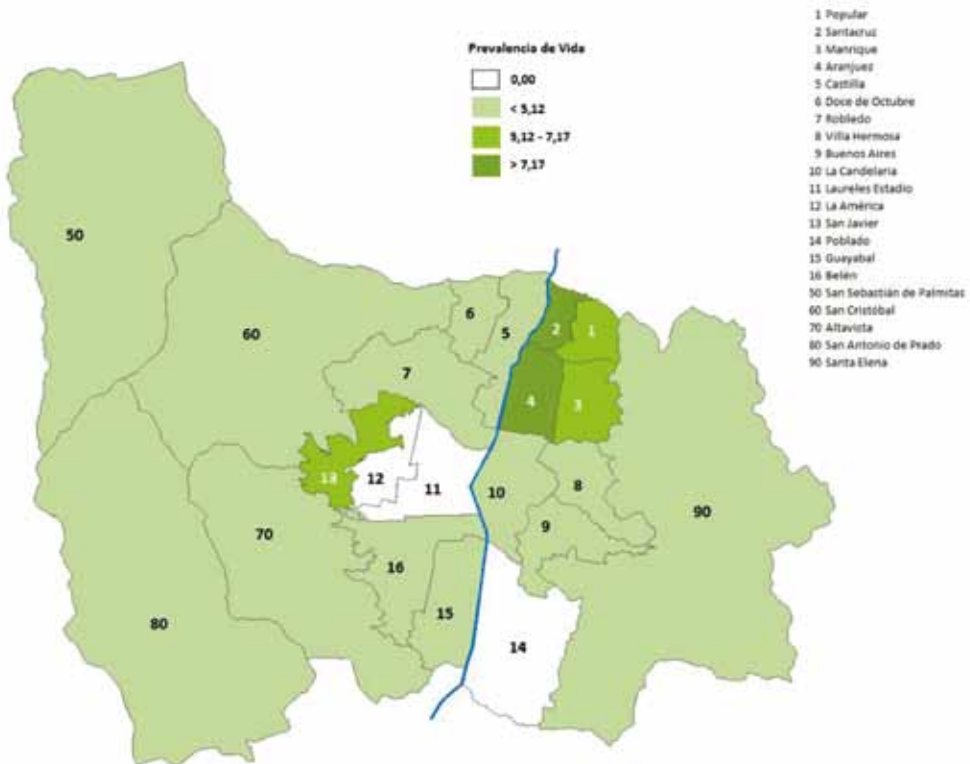 Prevalencia de Vida
0,00
< 5,12
5,12 - 7,17
> 7,17
1 Popular
2 Santacruz
3 Manrique
4 Aranjuez
5 Castilla
6 Doce de Octubre
7 Robledo
8 Villa Hermosa
9 Buenos Aires
10 La Candelaria
11 Laureles Estadio
12 La América
13 San Javier
14 Poblado
15 Guayabal
16 Belén
50 San Sebastián de Palmitas
60 San Cristóbal
70 Altavista
80 San Antonio de Prado
90 Santa Elena
50
60
6
5
2
1
7
4
3
13
12
11
10
8
90
70
9
16
15
80
14